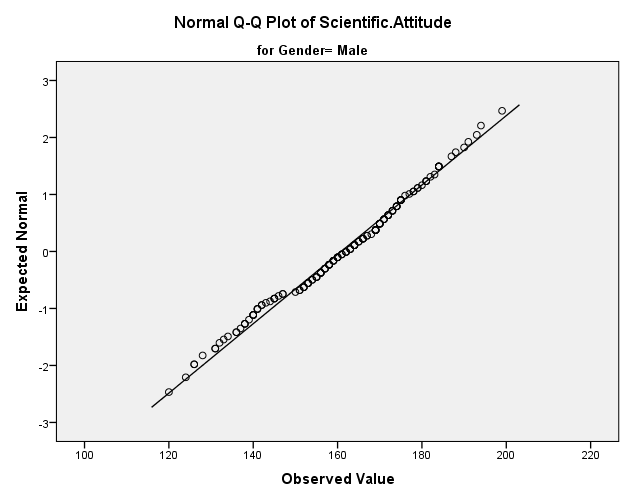 Normal Q-Q Plot of Scientific.Attitude
for Gender= Male
Expected Normal
3
2
1
0
-1
-2
-3
100 120 140 160 180 200 220
Observed Value